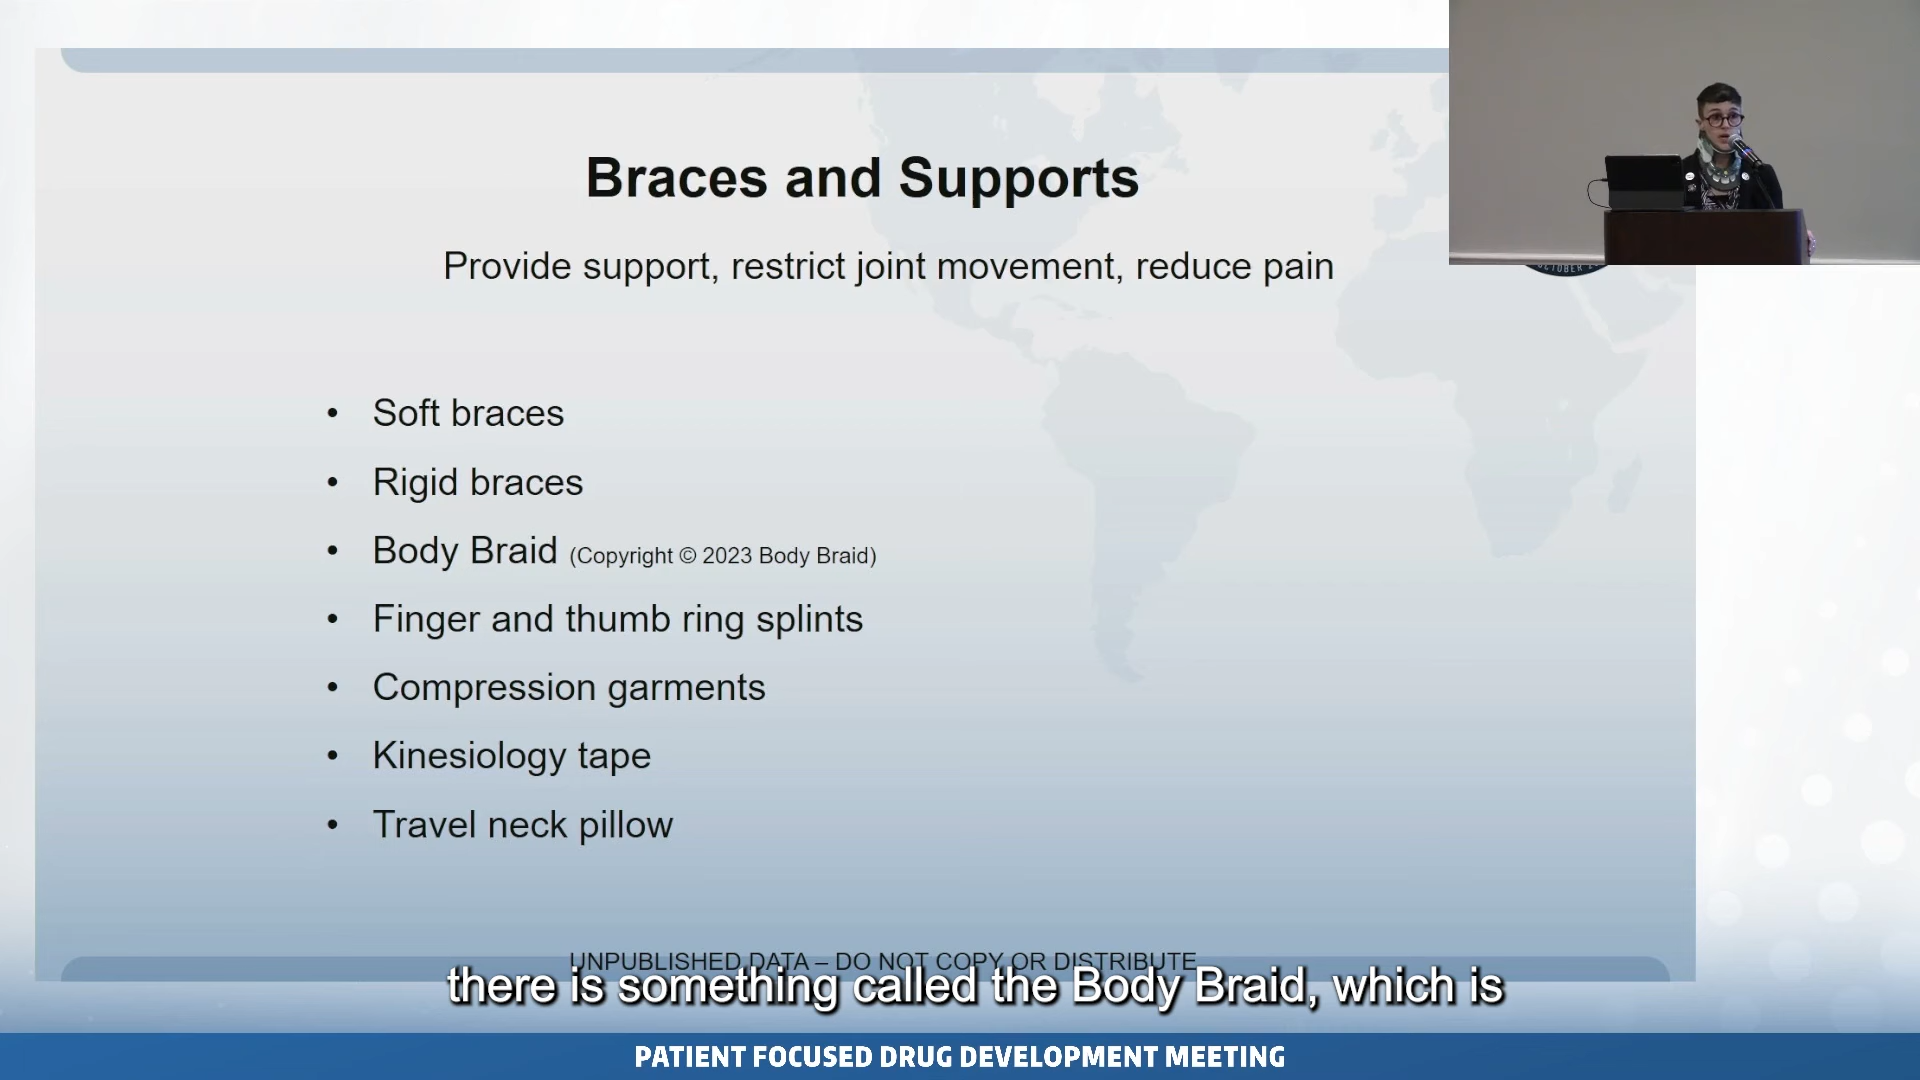 Braces and Supports
Provide support, restrict joint movement, reduce pain
OCTOBER 2
• Soft braces
• Rigid braces
• Body Braid (Copyright © 2023 Body Braid)
• Finger and thumb ring splints
• Compression garments
• Kinesiology tape
• Travel neck pillow
UNPUBLISHED DATA – DO NOT COPY OR DISTRIBUTE
there is something called the Body Braid, which is
PATIENT FOCUSED DRUG DEVELOPMENT MEETING